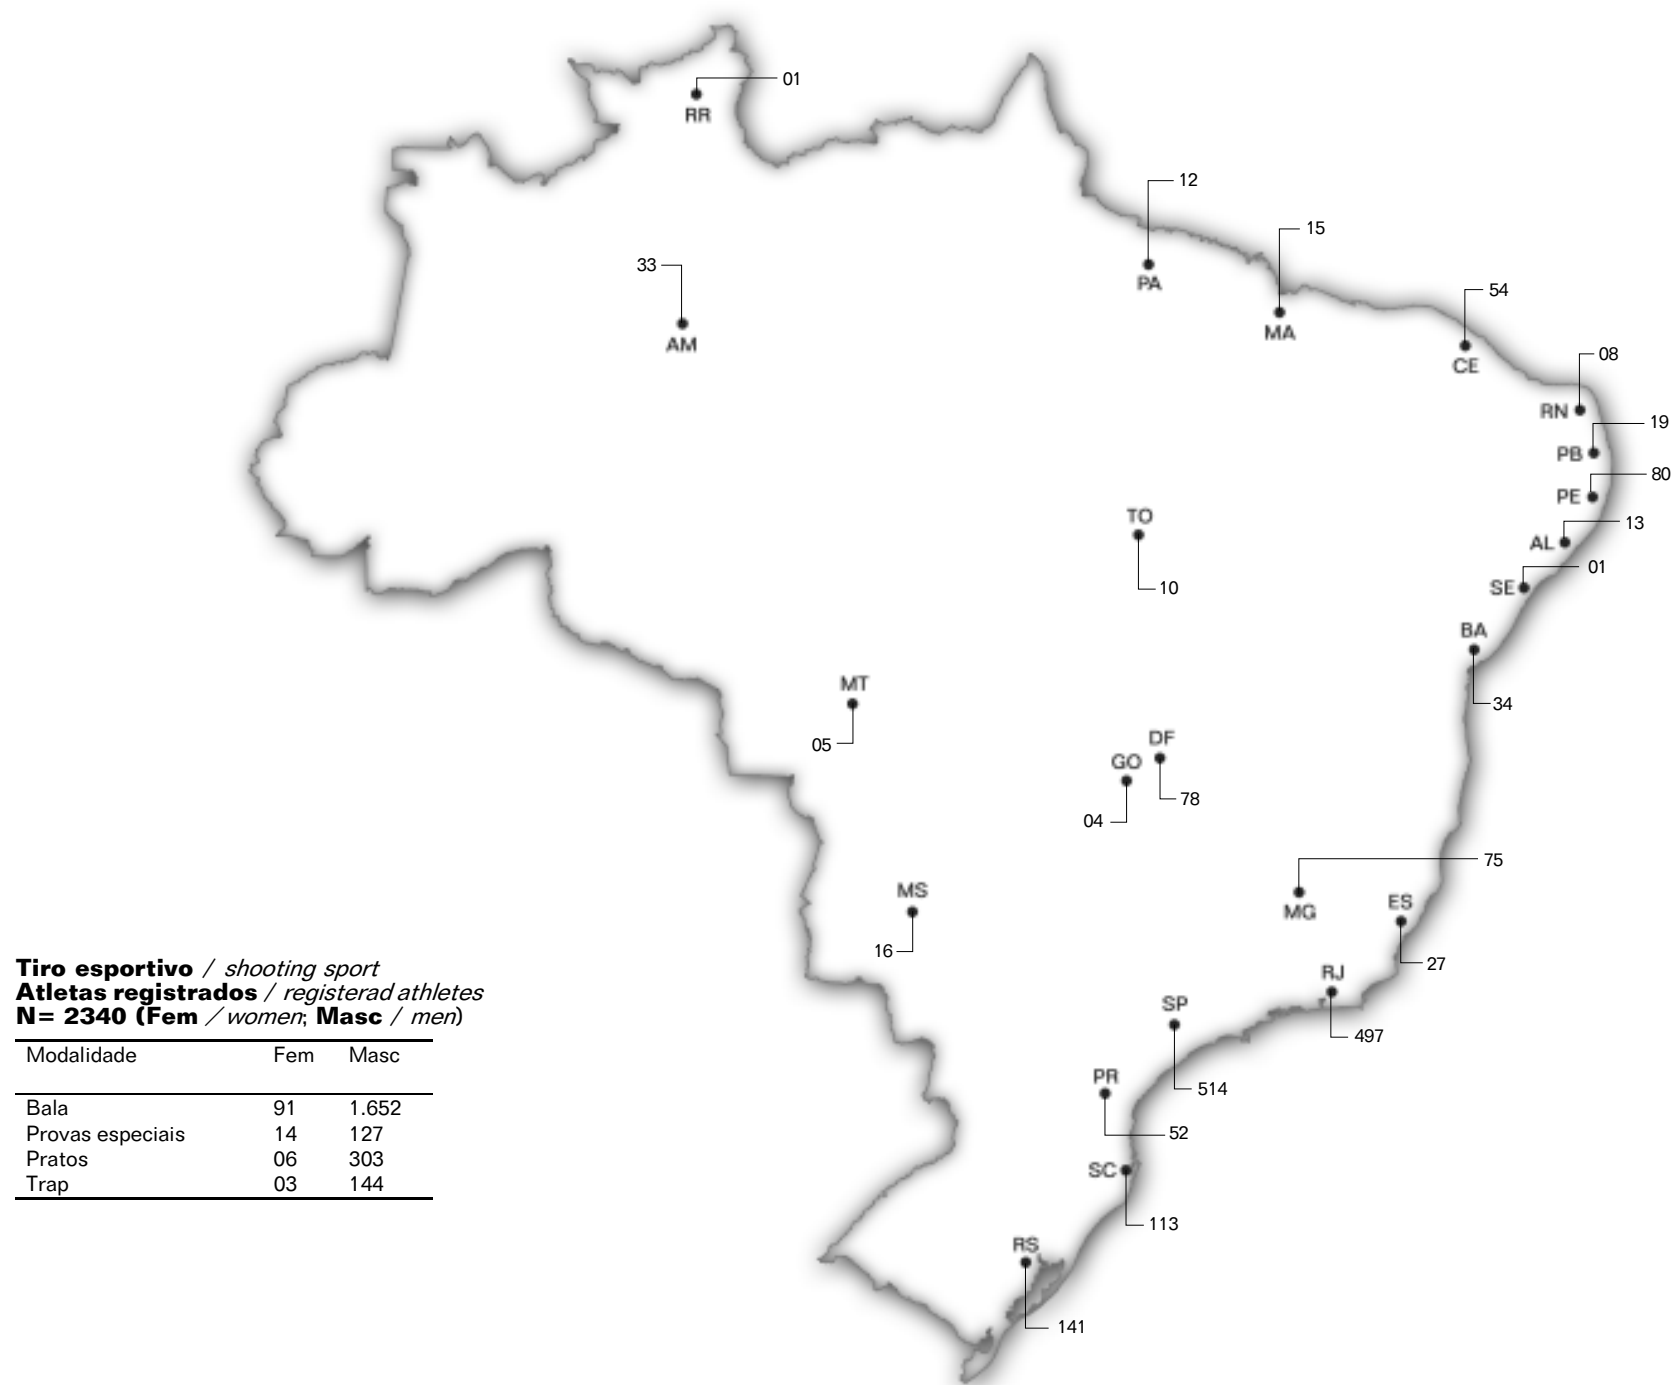 01
RR
12
PA
15
MA
33
AM
54
CE
08
RN
19
PB
80
PE
13
AL
01
SE
TO
10
BA
34
MT
05
DF
78
GO
04
75
MG
MS
16
ES
27
RJ
497
SP
514
PR
52
SC
113
RS
141
Tiro esportivo / shooting sport
Atletas registrados / registerad athletes
N= 2340 (Fem / women; Masc / men)
Modalidade Fem Masc
Bala 91 1.652
Provas especiais 14 127
Pratos 06 303
Trap 03 144